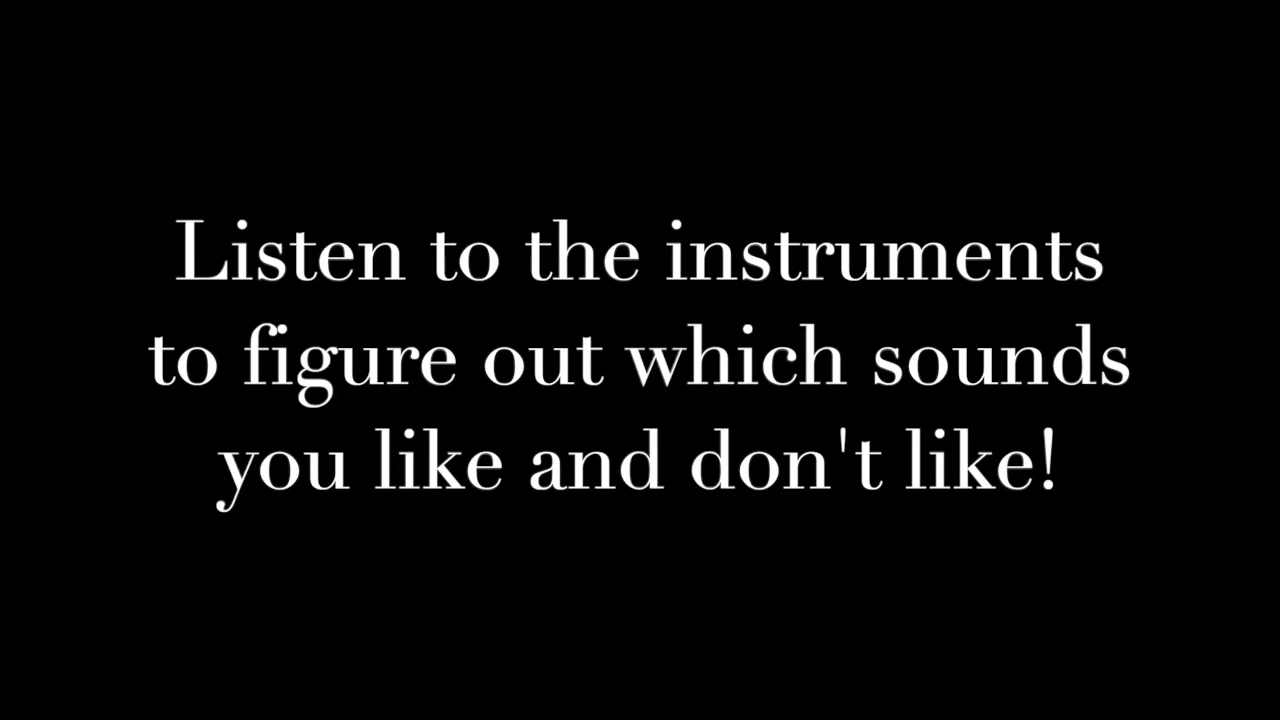 Listen to the instruments
to figure out which sounds
you like and don't like!